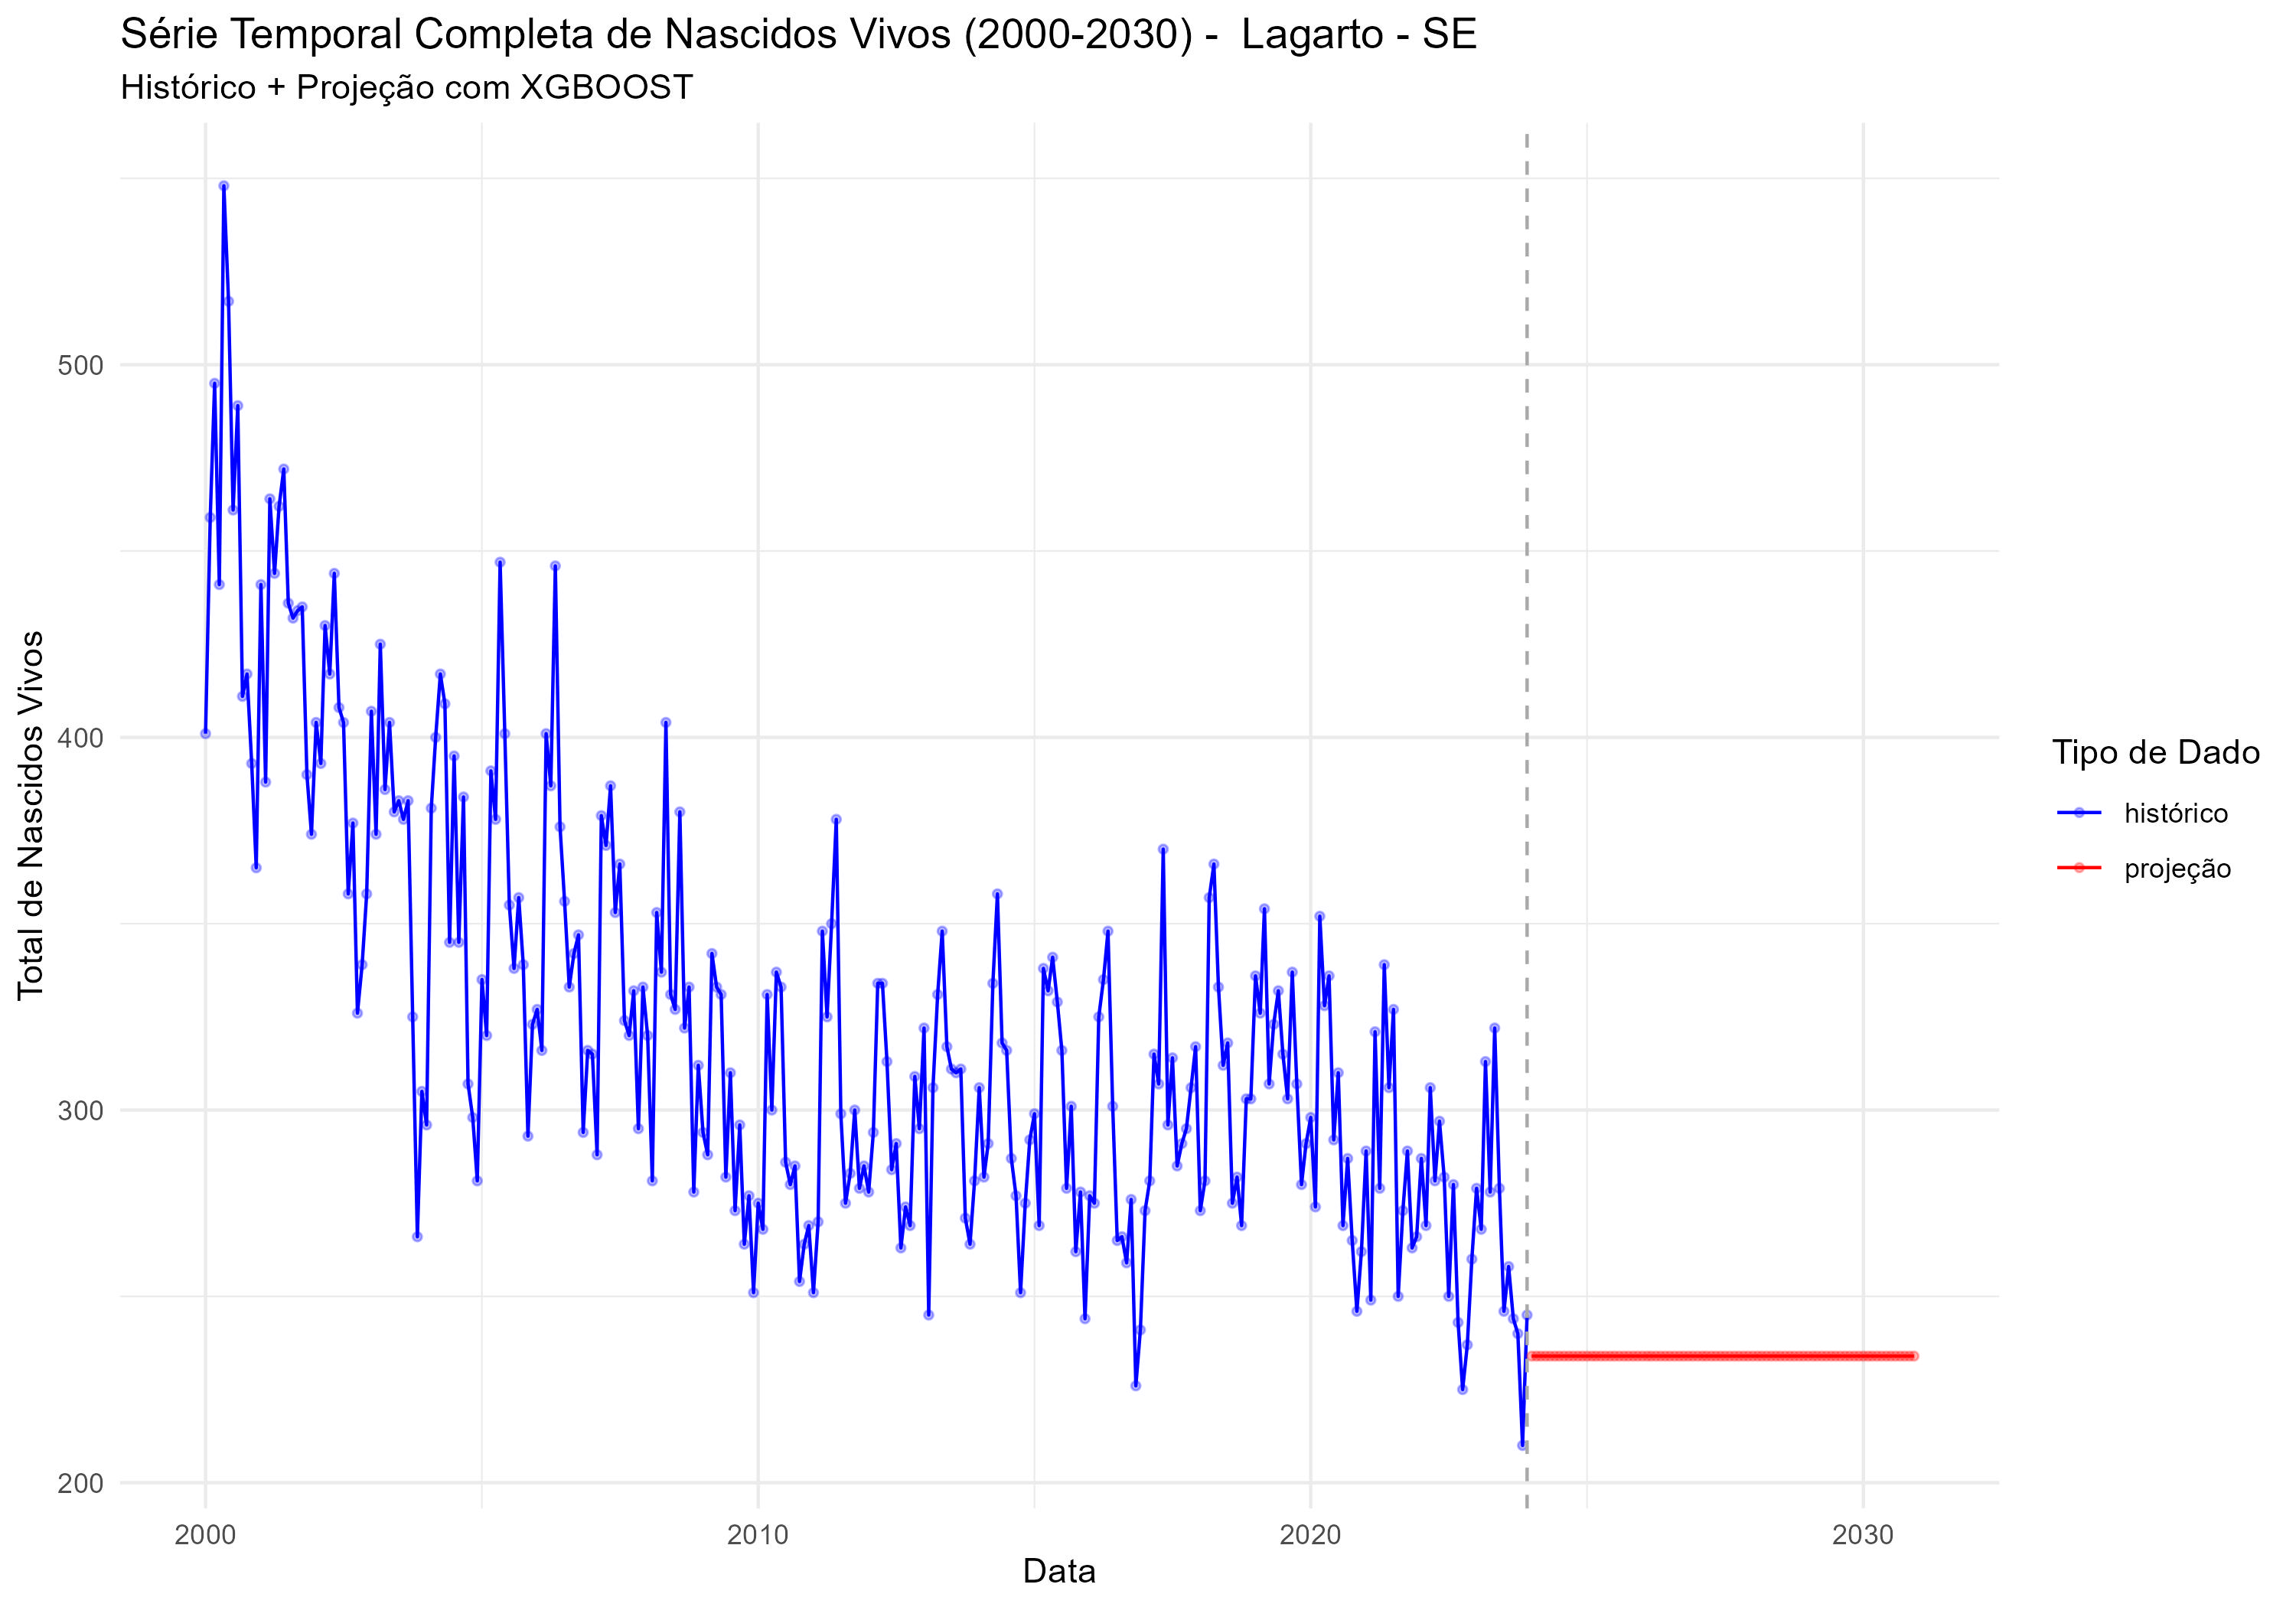 Série Temporal Completa de Nascidos Vivos (2000-2030) -  Lagarto - SE
Histórico + Projeção com XGBOOST
Total de Nascidos Vivos
500
400
300
200
2000
2010
2020
2030
Data
Tipo de Dado
histórico
projeção